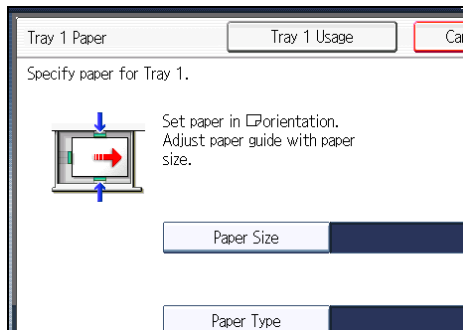 Tray 1 Paper
Tray 1 Usage
Specify paper for Tray 1.
Set paper in orientation.
Adjust paper guide with paper
size.
Paper Size
Paper Type